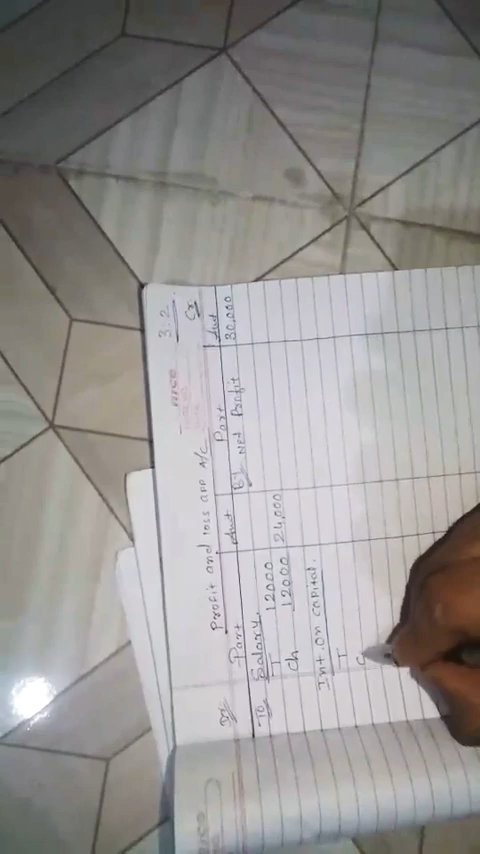 3.2
Profit and loss app A/C
Dr Cr
Part Amt Part Amt
To Salary By Net Profit 30,000
T 12000
Ch 12000 24,000
Int. on capital.
T